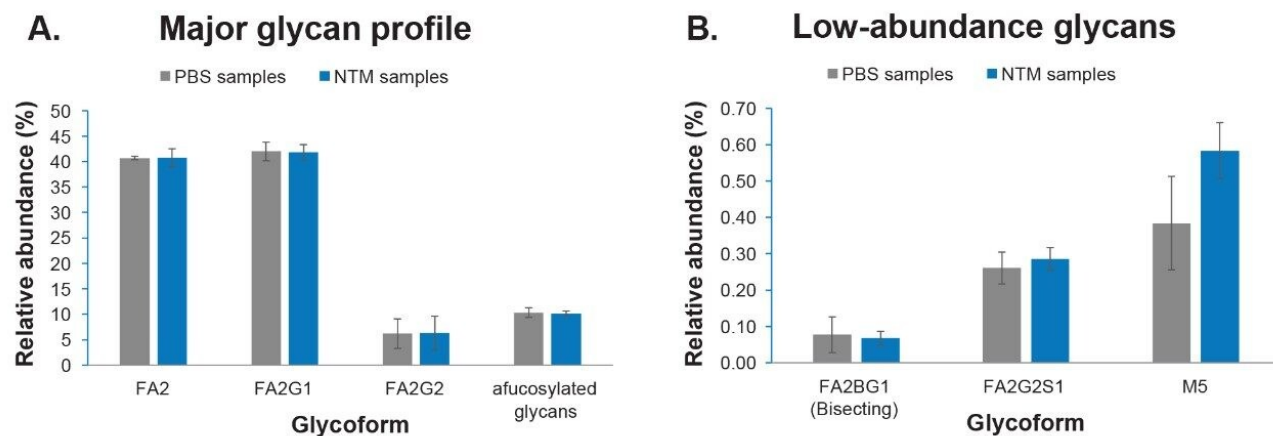 A. Major glycan profile
PBS samples NTM samples
Relative abundance (%)
50
45
40
35
30
25
20
15
10
5
0
FA2 FA2G1 FA2G2 afucosylated
glycans
Glycoform
B. Low-abundance glycans
PBS samples NTM samples
Relative abundance (%)
0.70
0.60
0.50
0.40
0.30
0.20
0.10
0.00
FA2BG1 FA2G2S1 M5
(Bisecting)
Glycoform